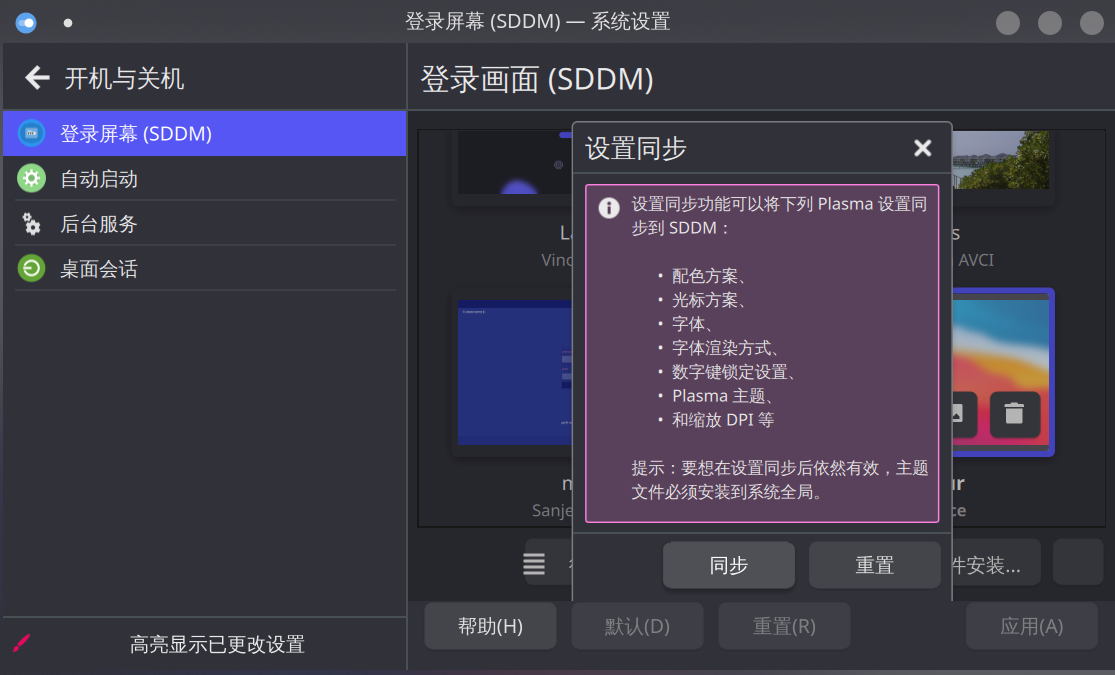 登录屏幕 (SDDM) — 系统设置
开机与关机
登录画面 (SDDM)
登录屏幕 (SDDM)
自动启动
后台服务
桌面会话
高亮显示已更改设置
设置同步
设置同步功能可以将下列 Plasma 设置同
步到 SDDM：
• 配色方案、
• 光标方案、
• 字体、
• 字体渲染方式、
• 数字键锁定设置、
• Plasma 主题、
• 和缩放 DPI 等
提示：要想在设置同步后依然有效，主题
文件必须安装到系统全局。
同步
重置
AVCI
Sanje
件安装...
帮助(H)
默认(D)
重置(R)
应用(A)